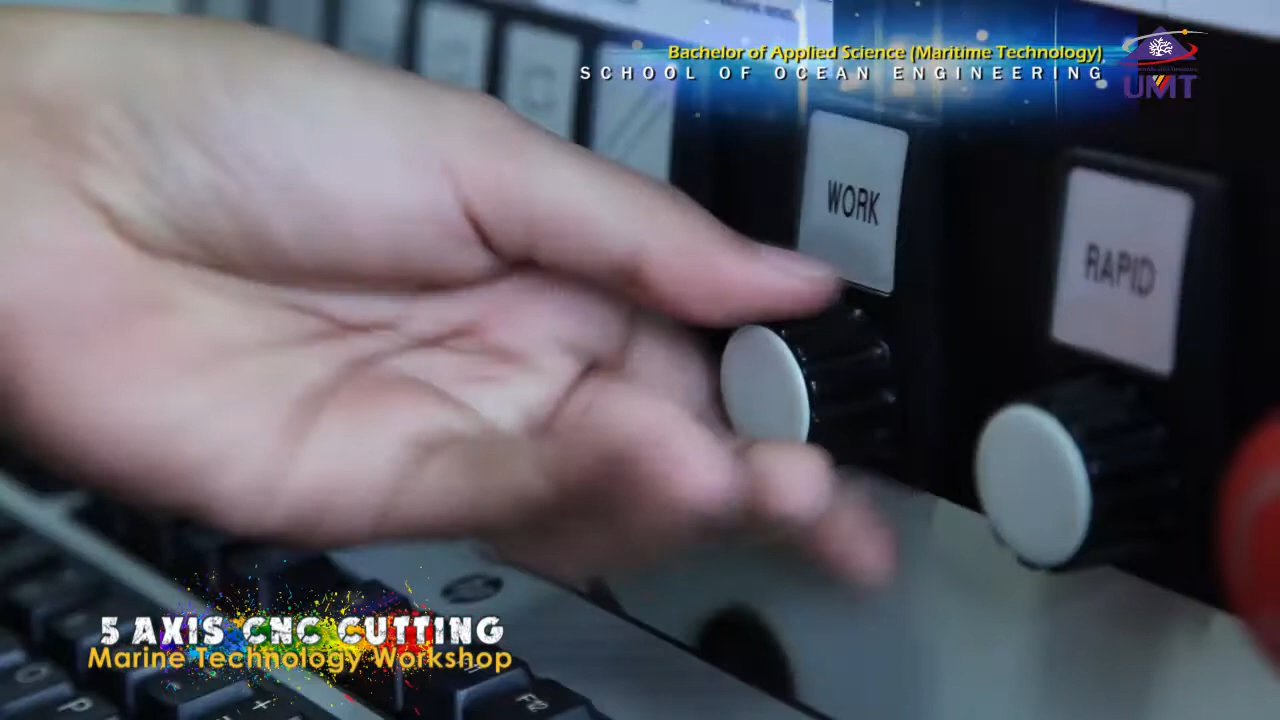 Bachelor of Applied Science (Maritime Technology)
SCHOOL OF OCEAN ENGINEERING
UMT
WORK
RAPID
5 AXIS CNC CUTTING
Marine Technology Workshop
F12
O
P
+